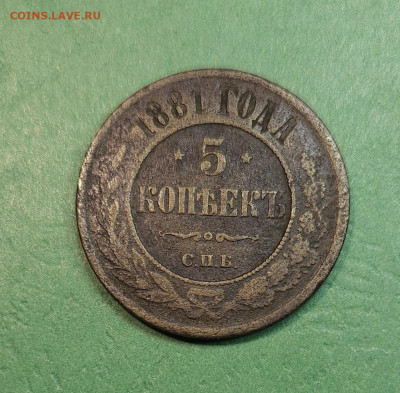 COINS.LAVE.RU
1881 ГОДА
5
КОПѢЕКЪ
С.П.Б.